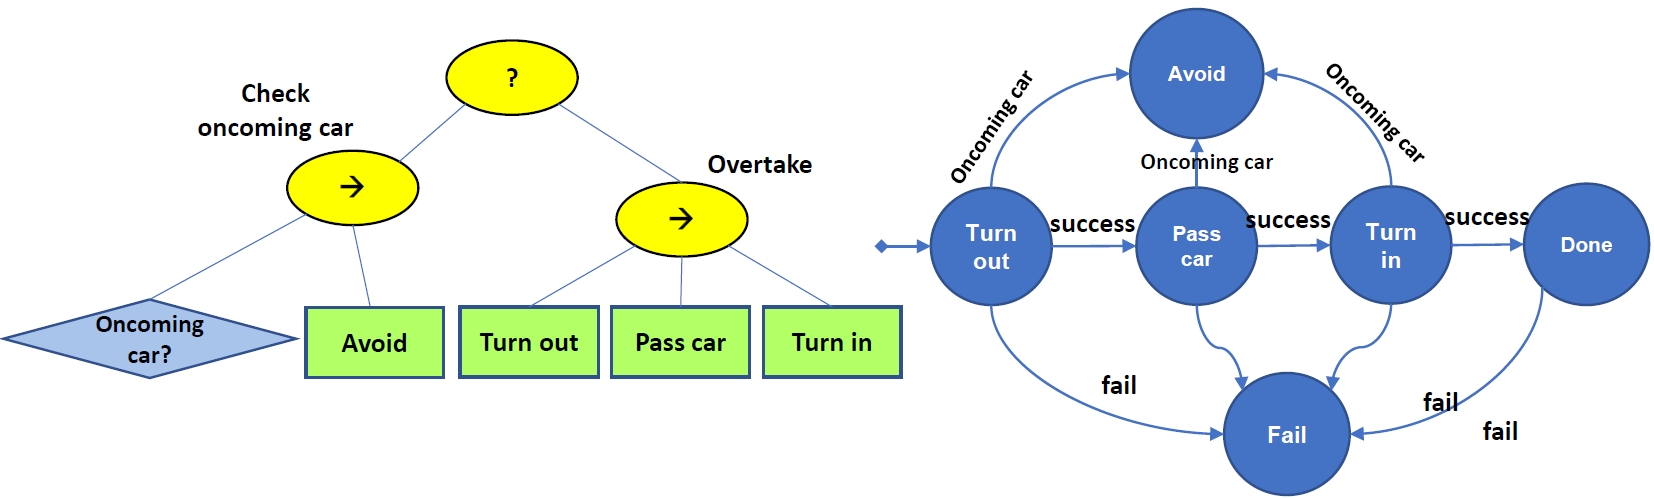 ?
Check
oncoming car
→
Overtake
→
Oncoming
car?
Avoid
Turn out
Pass car
Turn in
Avoid
Oncoming car
Oncoming car
Oncoming car
Turn
out
success
Pass
car
success
Turn
in
success
Done
fail
fail
fail
Fail